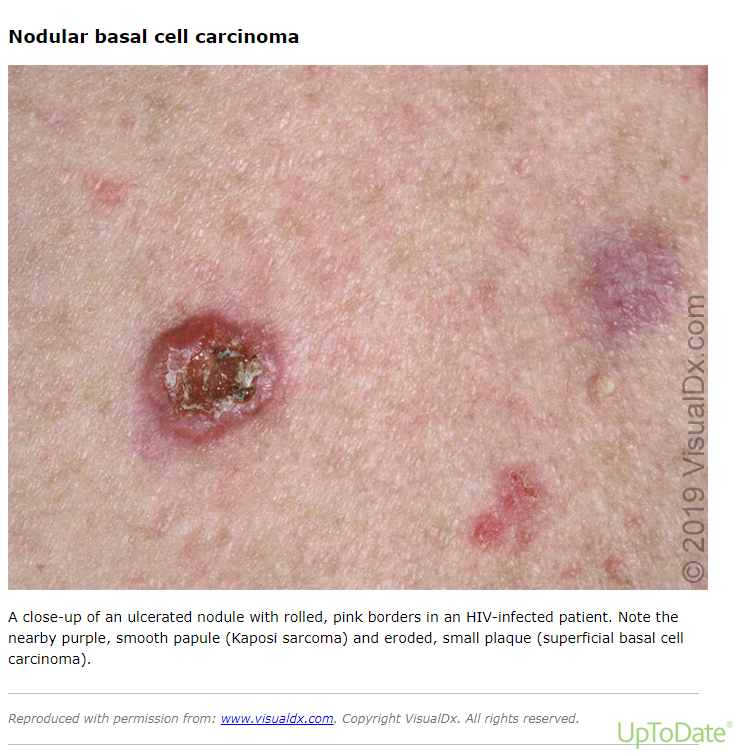 Nodular basal cell carcinoma
© 2019 VisualDx.com
A close-up of an ulcerated nodule with rolled, pink borders in an HIV-infected patient. Note the
nearby purple, smooth papule (Kaposi sarcoma) and eroded, small plaque (superficial basal cell
carcinoma).
Reproduced with permission from: www.visualdx.com. Copyright VisualDx. All rights reserved.
UpToDate®